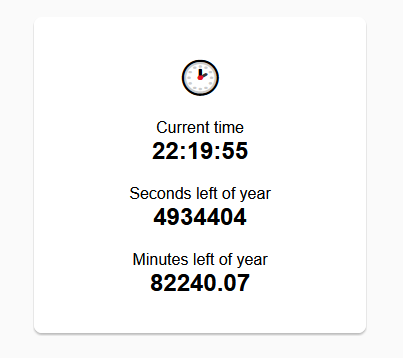 Current time
22:19:55
Seconds left of year
4934404
Minutes left of year
82240.07